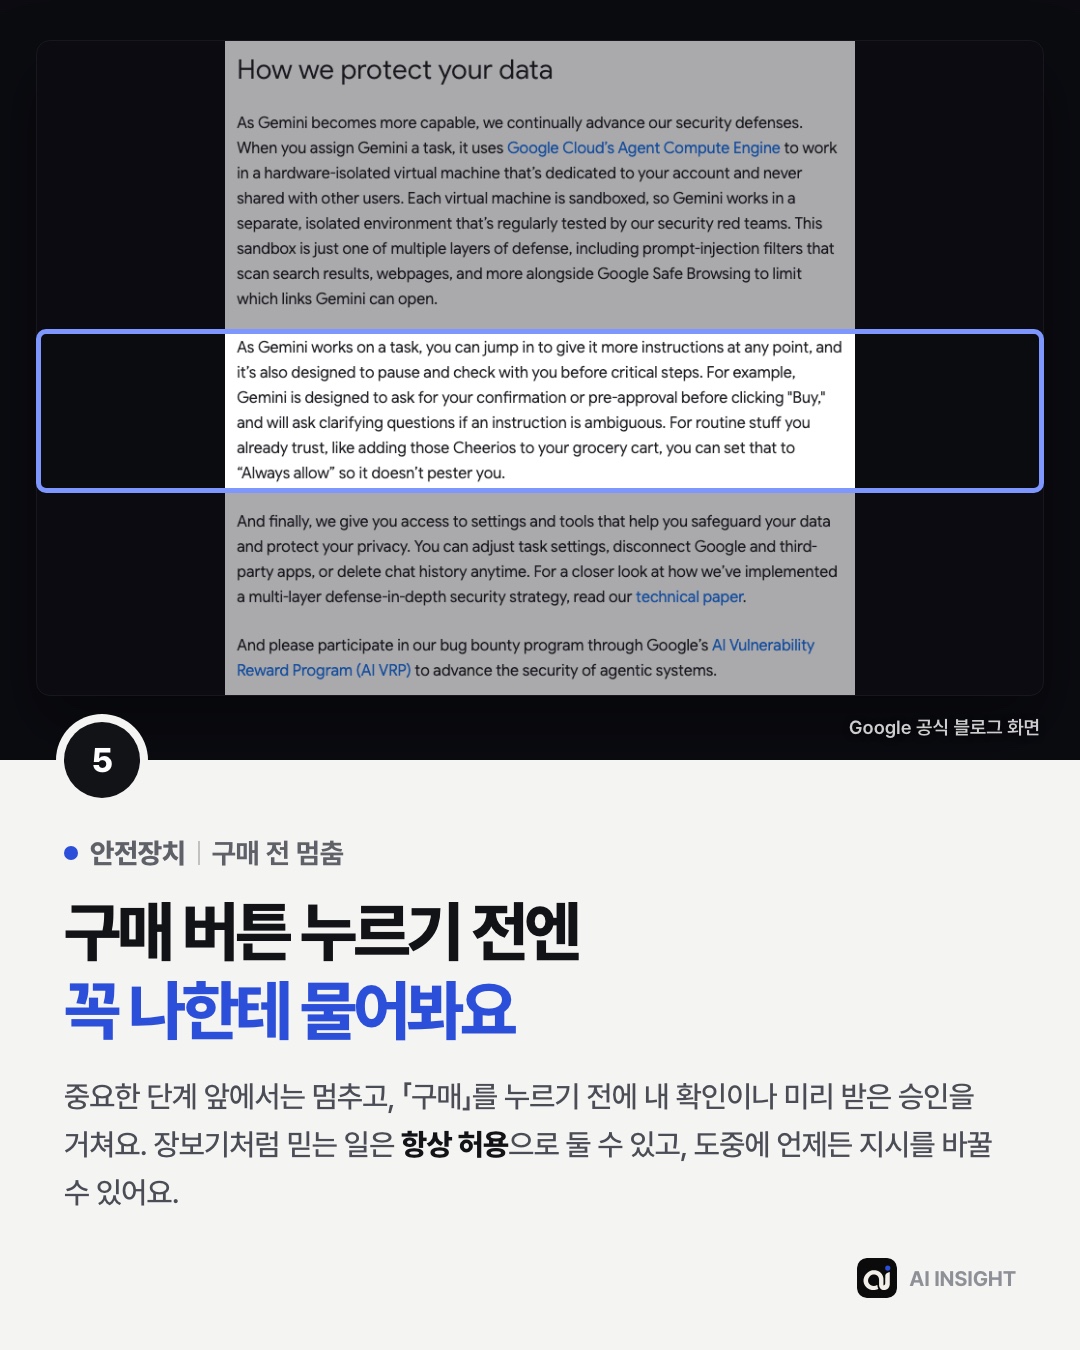 How we protect your data
As Gemini becomes more capable, we continually advance our security defenses.
When you assign Gemini a task, it uses Google Cloud's Agent Compute Engine to work
in a hardware-isolated virtual machine that's dedicated to your account and never
shared with other users. Each virtual machine is sandboxed, so Gemini works in a
separate, isolated environment that's regularly tested by our security red teams. This
sandbox is just one of multiple layers of defense, including prompt-injection filters that
scan search results, webpages, and more alongside Google Safe Browsing to limit
which links Gemini can open.
As Gemini works on a task, you can jump in to give it more instructions at any point, and
it's also designed to pause and check with you before critical steps. For example,
Gemini is designed to ask for your confirmation or pre-approval before clicking "Buy,"
and will ask clarifying questions if an instruction is ambiguous. For routine stuff you
already trust, like adding those Cheerios to your grocery cart, you can set that to
“Always allow” so it doesn't pester you.
And finally, we give you access to settings and tools that help you safeguard your data
and protect your privacy. You can adjust task settings, disconnect Google and third-
party apps, or delete chat history anytime. For a closer look at how we've implemented
a multi-layer defense-in-depth security strategy, read our technical paper.
And please participate in our bug bounty program through Google's AI Vulnerability
Reward Program (AI VRP) to advance the security of agentic systems.
Google 공식 블로그 화면
5
안전장치 | 구매 전 멈춤
구매 버튼 누르기 전엔
꼭 나한테 물어봐요
중요한 단계 앞에서는 멈추고, 「구매」를 누르기 전에 내 확인이나 미리 받은 승인을
거쳐요. 장보기처럼 믿는 일은 항상 허용으로 둘 수 있고, 도중에 언제든 지시를 바꿀
수 있어요.
ai AI INSIGHT